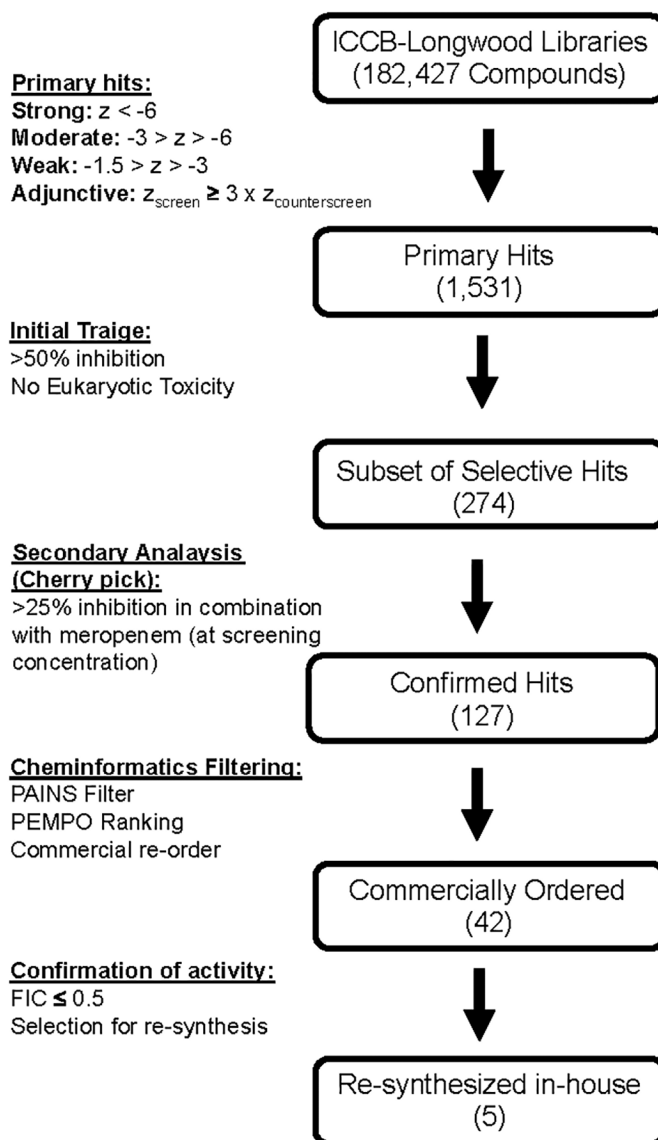 ICCB-Longwood Libraries
(182,427 Compounds)
Primary hits:
Strong: z < -6
Moderate: -3 > z > -6
Weak: -1.5 > z > -3
Adjunctive: zscreen ≥ 3 x zcounterscreen
Primary Hits
(1,531)
Initial Traige:
>50% inhibition
No Eukaryotic Toxicity
Subset of Selective Hits
(274)
Secondary Analaysis
(Cherry pick):
>25% inhibition in combination
with meropenem (at screening
concentration)
Confirmed Hits
(127)
Cheminformatics Filtering:
PAINS Filter
PEMPO Ranking
Commercial re-order
Commercially Ordered
(42)
Confirmation of activity:
FIC ≤ 0.5
Selection for re-synthesis
Re-synthesized in-house
(5)